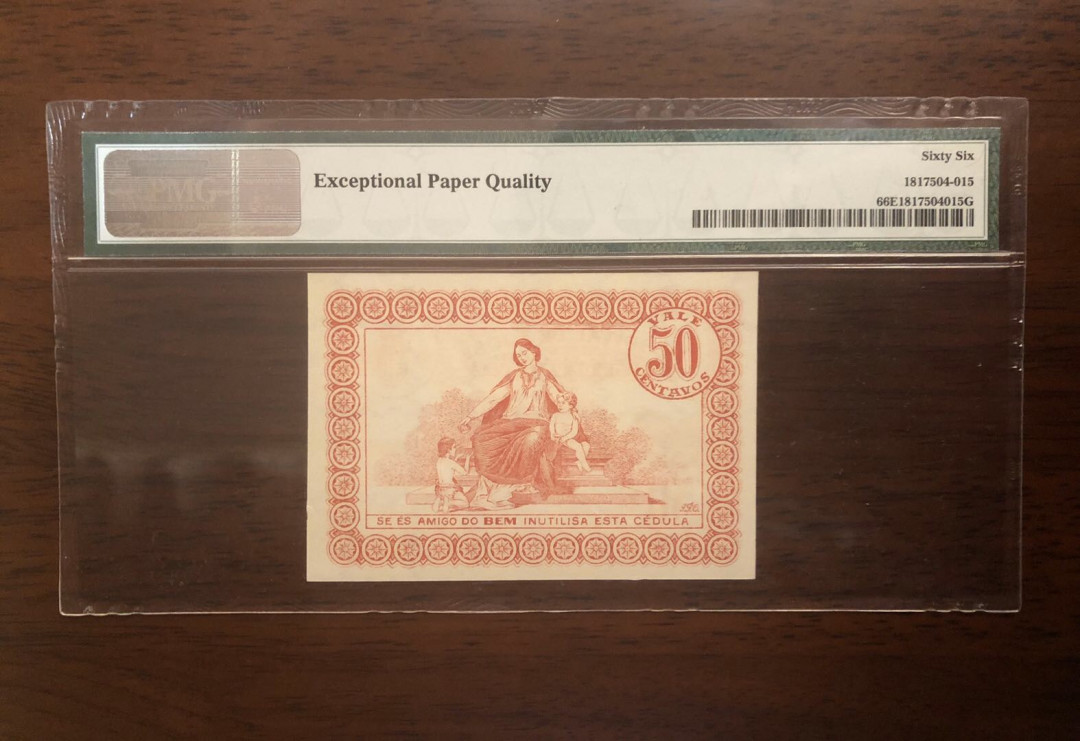 PMG
Exceptional Paper Quality
Sixty Six
1817504-015
66E1817504015G
VALE
50
CENTAVOS
SE ÉS AMIGO DO BEM INUTILISA ESTA CÉDULA